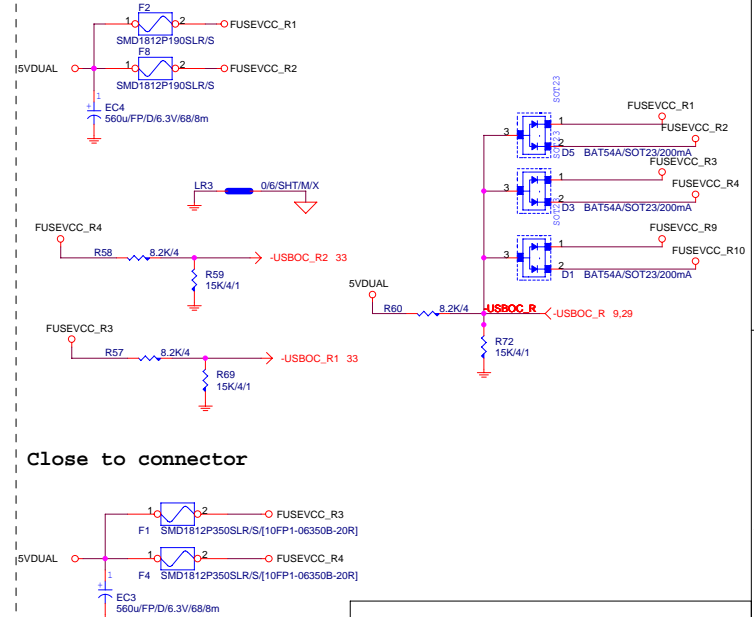 F2
1 2 FUSEVCC_R1
SMD1812P190SLR/S
F8
5VDUAL 1 2 FUSEVCC_R2
SMD1812P190SLR/S
1
+ EC4
560u/FP/D/6.3V/68/8m
LR3 0/6/SHT/M/X
FUSEVCC_R4
R58 8.2K/4 -USBOC_R2 33
R59
15K/4/1
FUSEVCC_R3
R57 8.2K/4 -USBOC_R1 33
R69
15K/4/1
SOT23
FUSEVCC_R1
1
FUSEVCC_R2
3
2
D5 BAT54A/SOT23/200mA
SOT23
FUSEVCC_R3
1
FUSEVCC_R4
3
2
D3 BAT54A/SOT23/200mA
SOT23
FUSEVCC_R9
1
FUSEVCC_R10
3
2
D1 BAT54A/SOT23/200mA
5VDUAL
R60 8.2K/4 -USBOC_R -USBOC_R 9,29
R72
15K/4/1
Close to connector
1 2 FUSEVCC_R3
F1 SMD1812P350SLR/S/[10FP1-06350B-20R]
5VDUAL 1 2 FUSEVCC_R4
F4 SMD1812P350SLR/S/[10FP1-06350B-20R]
1
+ EC3
560u/FP/D/6.3V/68/8m